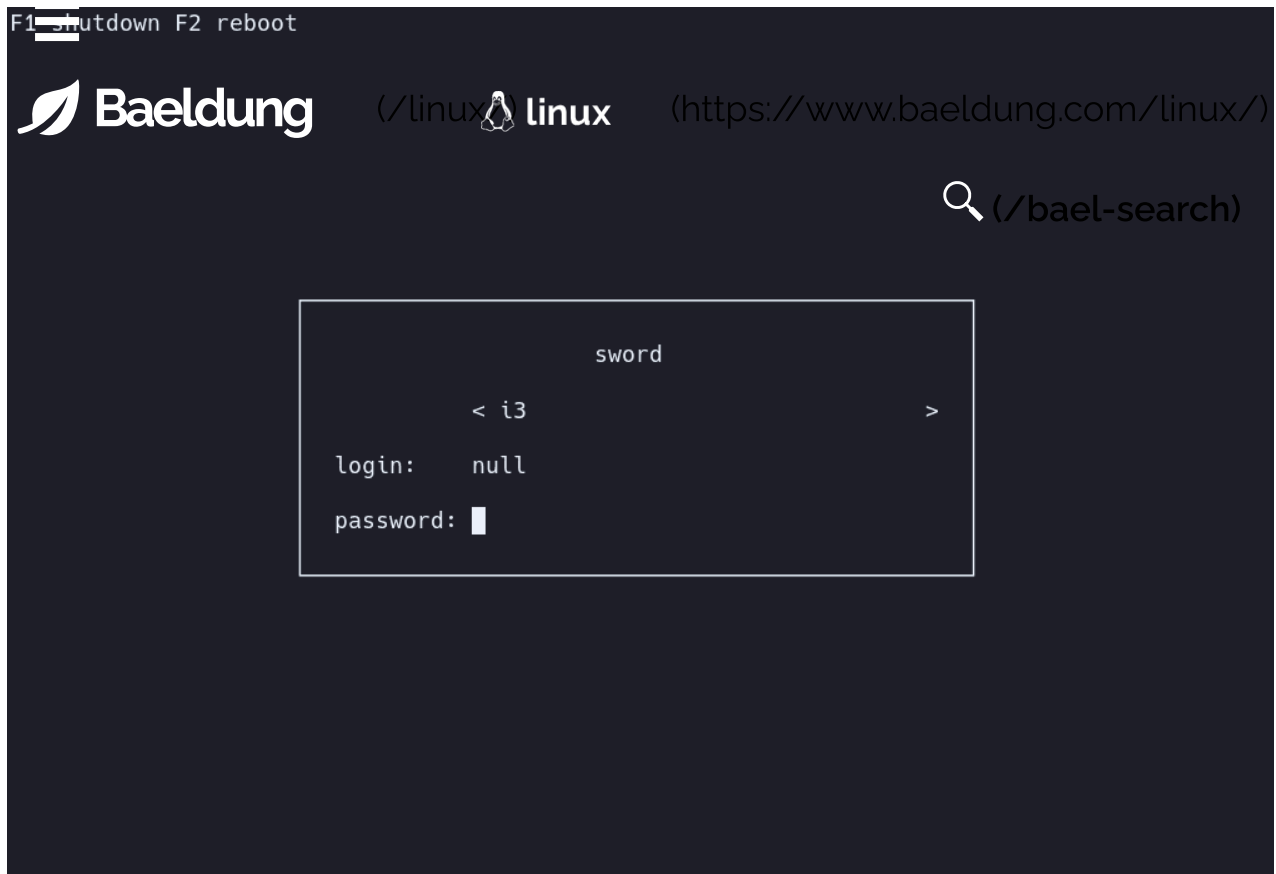 F1 shutdown F2 reboot
Baeldung (/linux/) linux (https://www.baeldung.com/linux/)
(/bael-search)
sword
< i3 >
login: null
password: